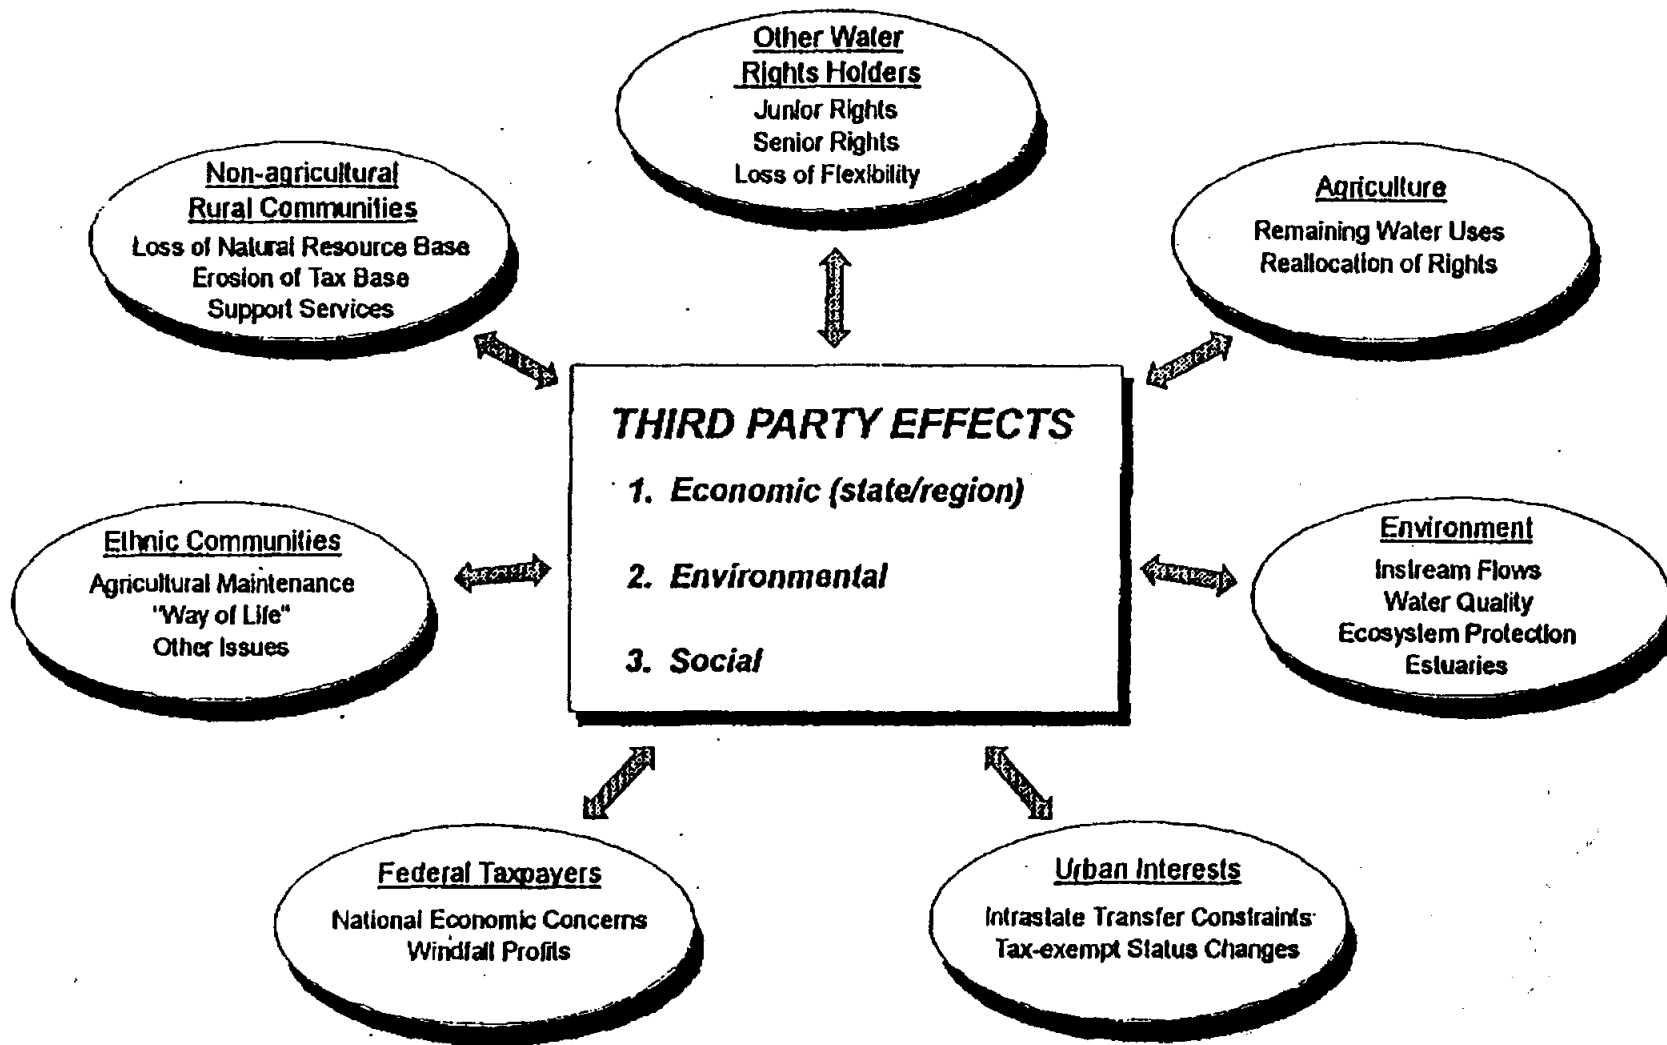 Other Water
Rights Holders
Junior Rights
Senior Rights
Loss of Flexibility
Non-agricultural
Rural Communities
Loss of Natural Resource Base
Erosion of Tax Base
Support Services
Agriculture
Remaining Water Uses
Reallocation of Rights
THIRD PARTY EFFECTS
1. Economic (state/region)
2. Environmental
3. Social
Ethnic Communities
Agricultural Maintenance
"Way of Life"
Other Issues
Environment
Instream Flows
Water Quality
Ecosystem Protection
Estuaries
Federal Taxpayers
National Economic Concerns
Windfall Profits
Urban Interests
Intrastate Transfer Constraints
Tax-exempt Status Changes